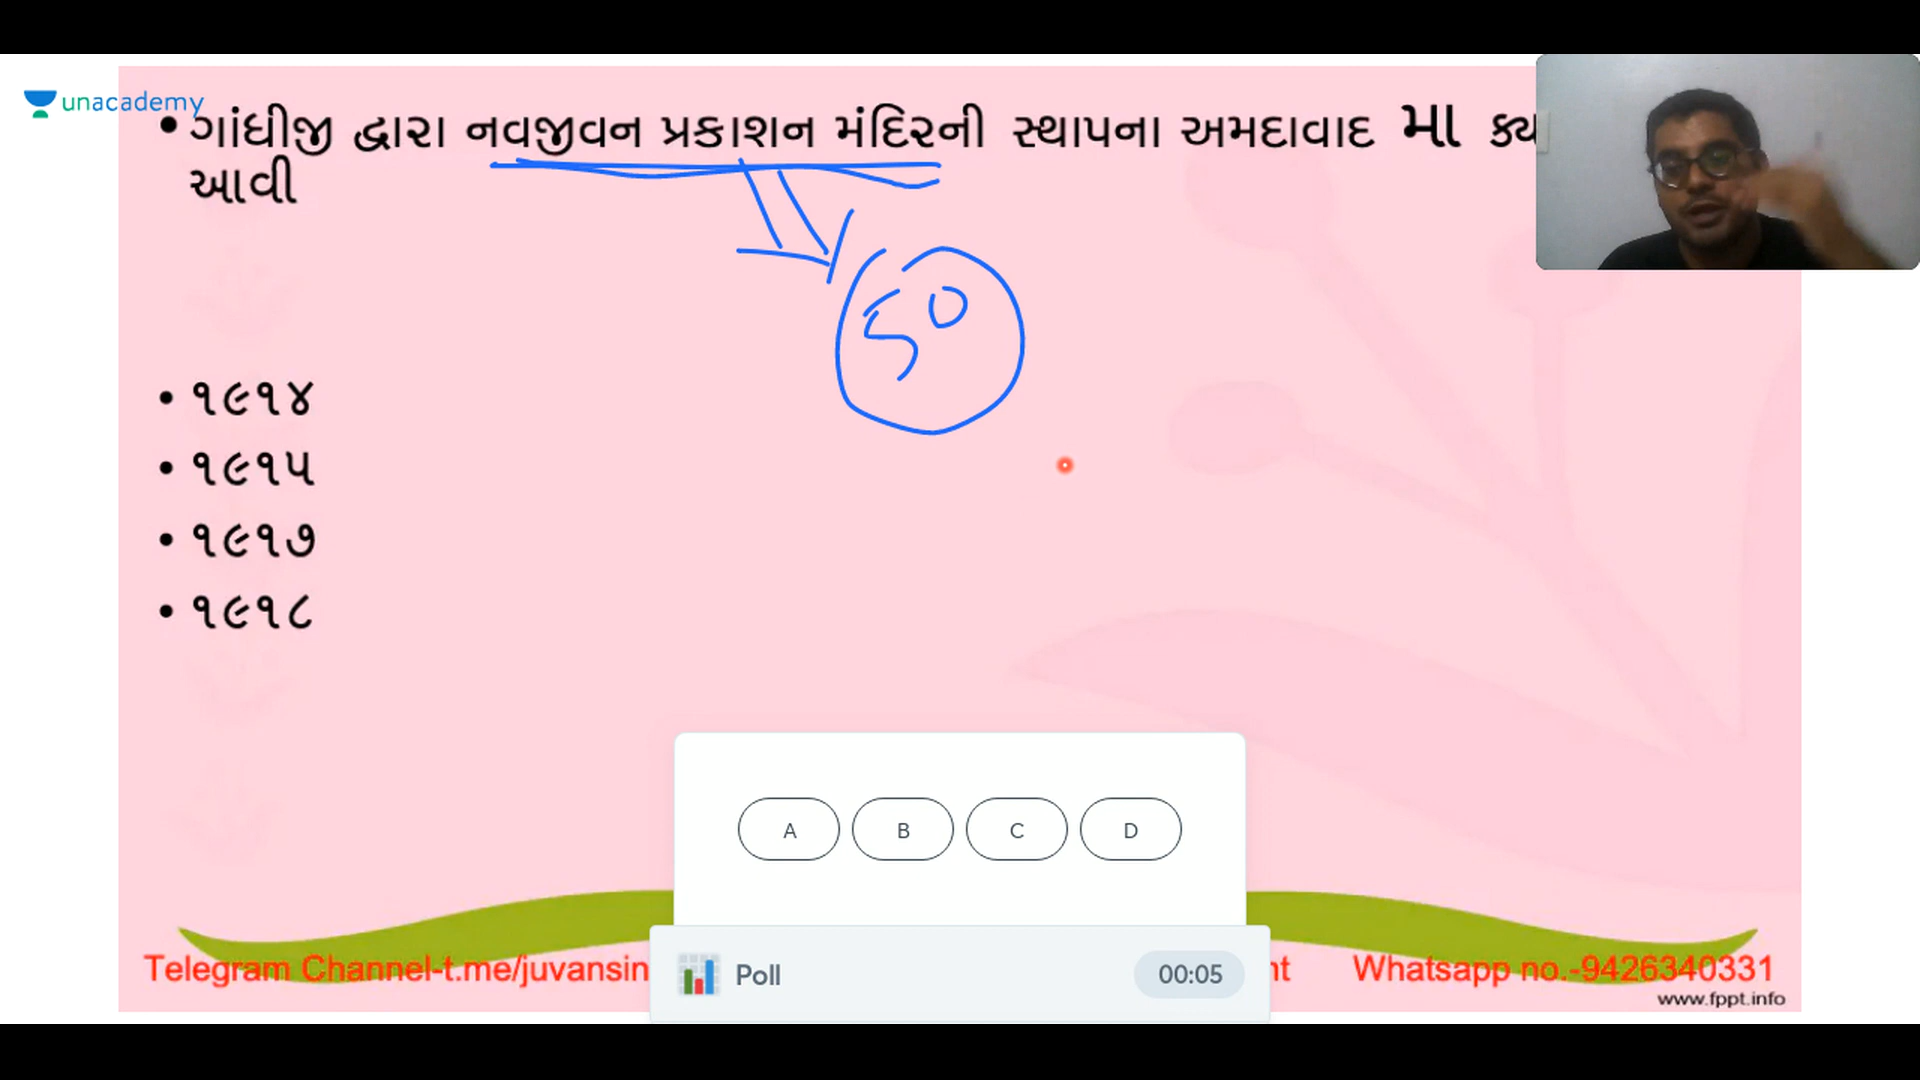 unacademy
• ગાંધીજી દ્વારા નવજીવન પ્રકાશન મંદિરની સ્થાપના અમદાવાદ મા
આવી
50
• ૧૯૧૪
• ૧૯૧૫
• ૧૯૧૭
• ૧૯૧૮
A B C D
Telegram Channel-t.me/juvansin
Whatsapp no.-9426340331
Poll 00:05
www.fppt.info